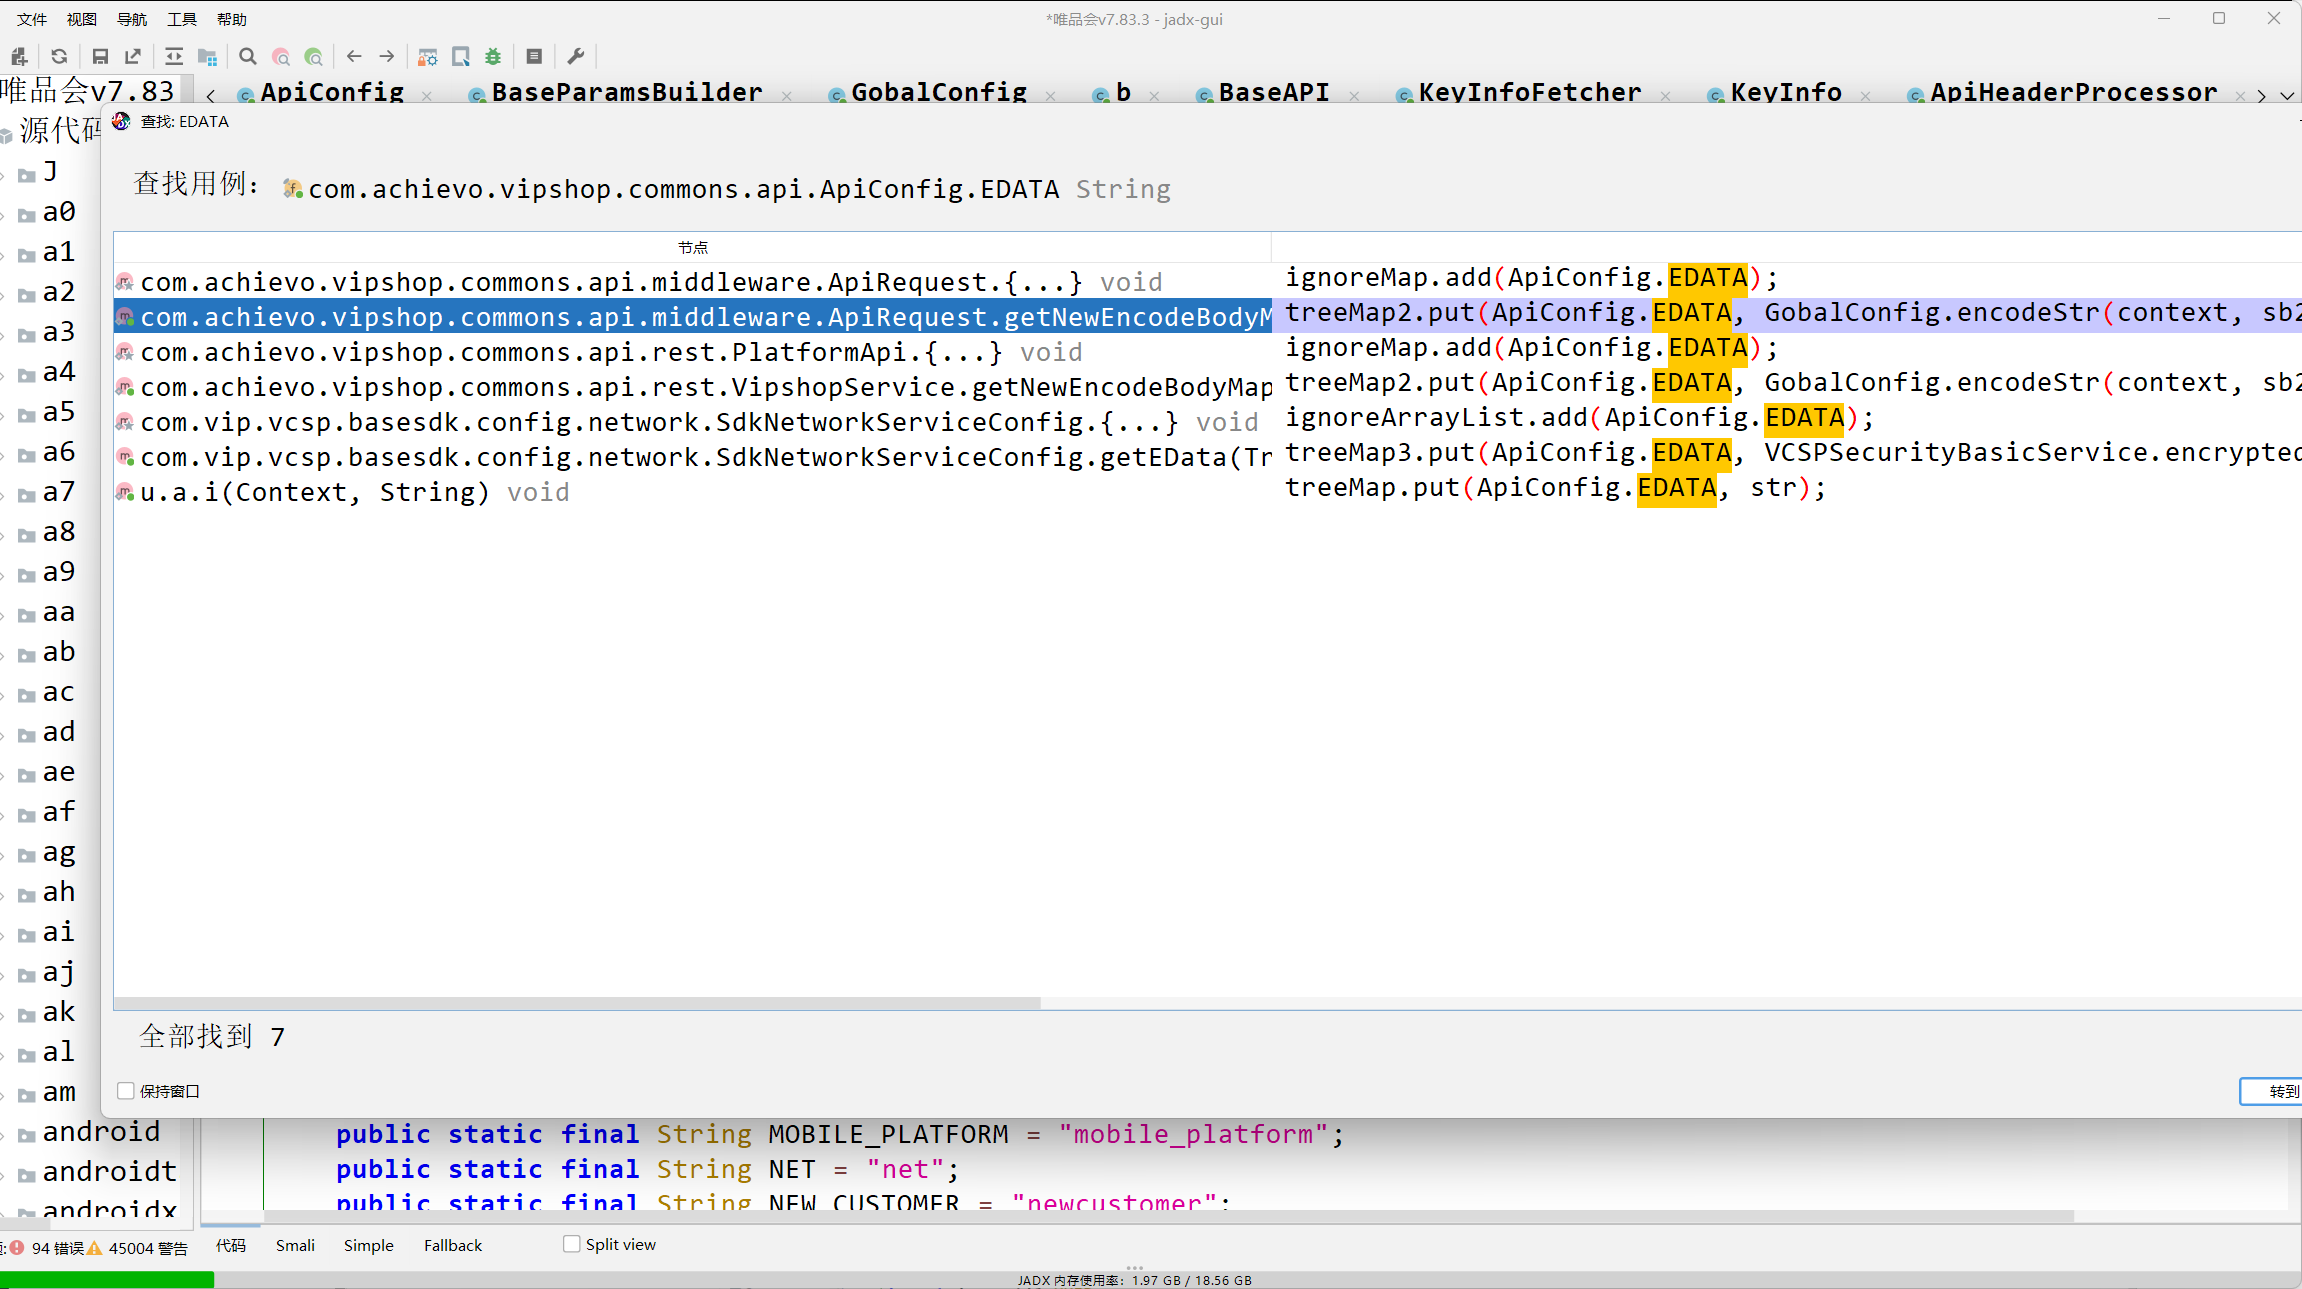 文件 视图 导航 工具 帮助
*唯品会v7.83.3 - jadx-gui
唯品会v7.83
ApiConfig BaseParamsBuilder GobalConfig b BaseAPI KeyInfoFetcher KeyInfo ApiHeaderProcessor
源代码
查找: EDATA
查找用例： com.achievo.vipshop.commons.api.ApiConfig.EDATA String
节点
com.achievo.vipshop.commons.api.middleware.ApiRequest.{...} void ignoreMap.add(ApiConfig.EDATA);
com.achievo.vipshop.commons.api.middleware.ApiRequest.getNewEncodeBodyM treeMap2.put(ApiConfig.EDATA, GobalConfig.encodeStr(context, sb2
com.achievo.vipshop.commons.api.rest.PlatformApi.{...} void ignoreMap.add(ApiConfig.EDATA);
com.achievo.vipshop.commons.api.rest.VipshopService.getNewEncodeBodyMap treeMap2.put(ApiConfig.EDATA, GobalConfig.encodeStr(context, sb2
com.vip.vcsp.basesdk.config.network.SdkNetworkServiceConfig.{...} void ignoreArrayList.add(ApiConfig.EDATA);
com.vip.vcsp.basesdk.config.network.SdkNetworkServiceConfig.getEData(Tr treeMap3.put(ApiConfig.EDATA, VCSPSecurityBasicService.encrypted
u.a.i(Context, String) void treeMap.put(ApiConfig.EDATA, str);
J
a0
a1
a2
a3
a4
a5
a6
a7
a8
a9
aa
ab
ac
ad
ae
af
ag
ah
ai
aj
ak
al
am
android
androidt
androidx
全部找到 7
保持窗口
转到
public static final String MOBILE_PLATFORM = "mobile_platform";
public static final String NET = "net";
public static final String NEW_CUSTOMER = "newcustomer";
94 错误 45004 警告
代码 Smali Simple Fallback Split view
JADX 内存使用率：1.97 GB / 18.56 GB